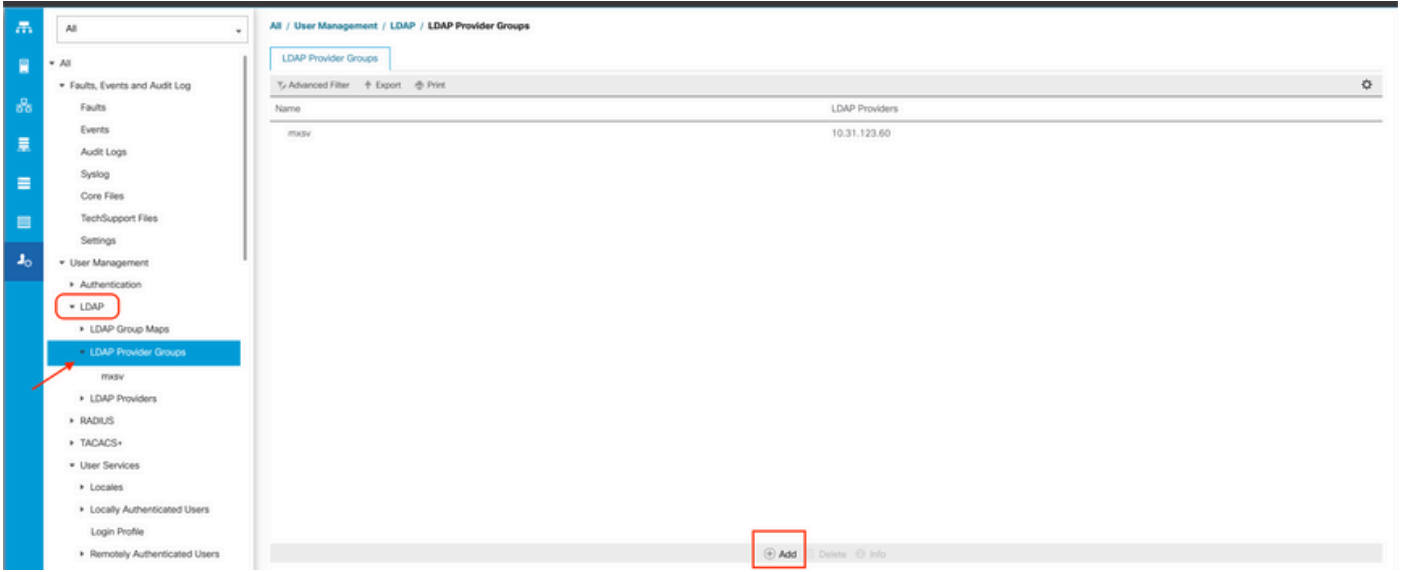 All
All / User Management / LDAP / LDAP Provider Groups
All
Faults, Events and Audit Log
Faults
Events
Audit Logs
Syslog
Core Files
TechSupport Files
Settings
User Management
Authentication
LDAP
LDAP Group Maps
LDAP Provider Groups
mxsv
LDAP Providers
RADIUS
TACACS+
User Services
Locales
Locally Authenticated Users
Login Profile
Remotely Authenticated Users
LDAP Provider Groups
Advanced Filter Export Print
Name LDAP Providers
mxsv 10.31.123.60
Add Delete Info